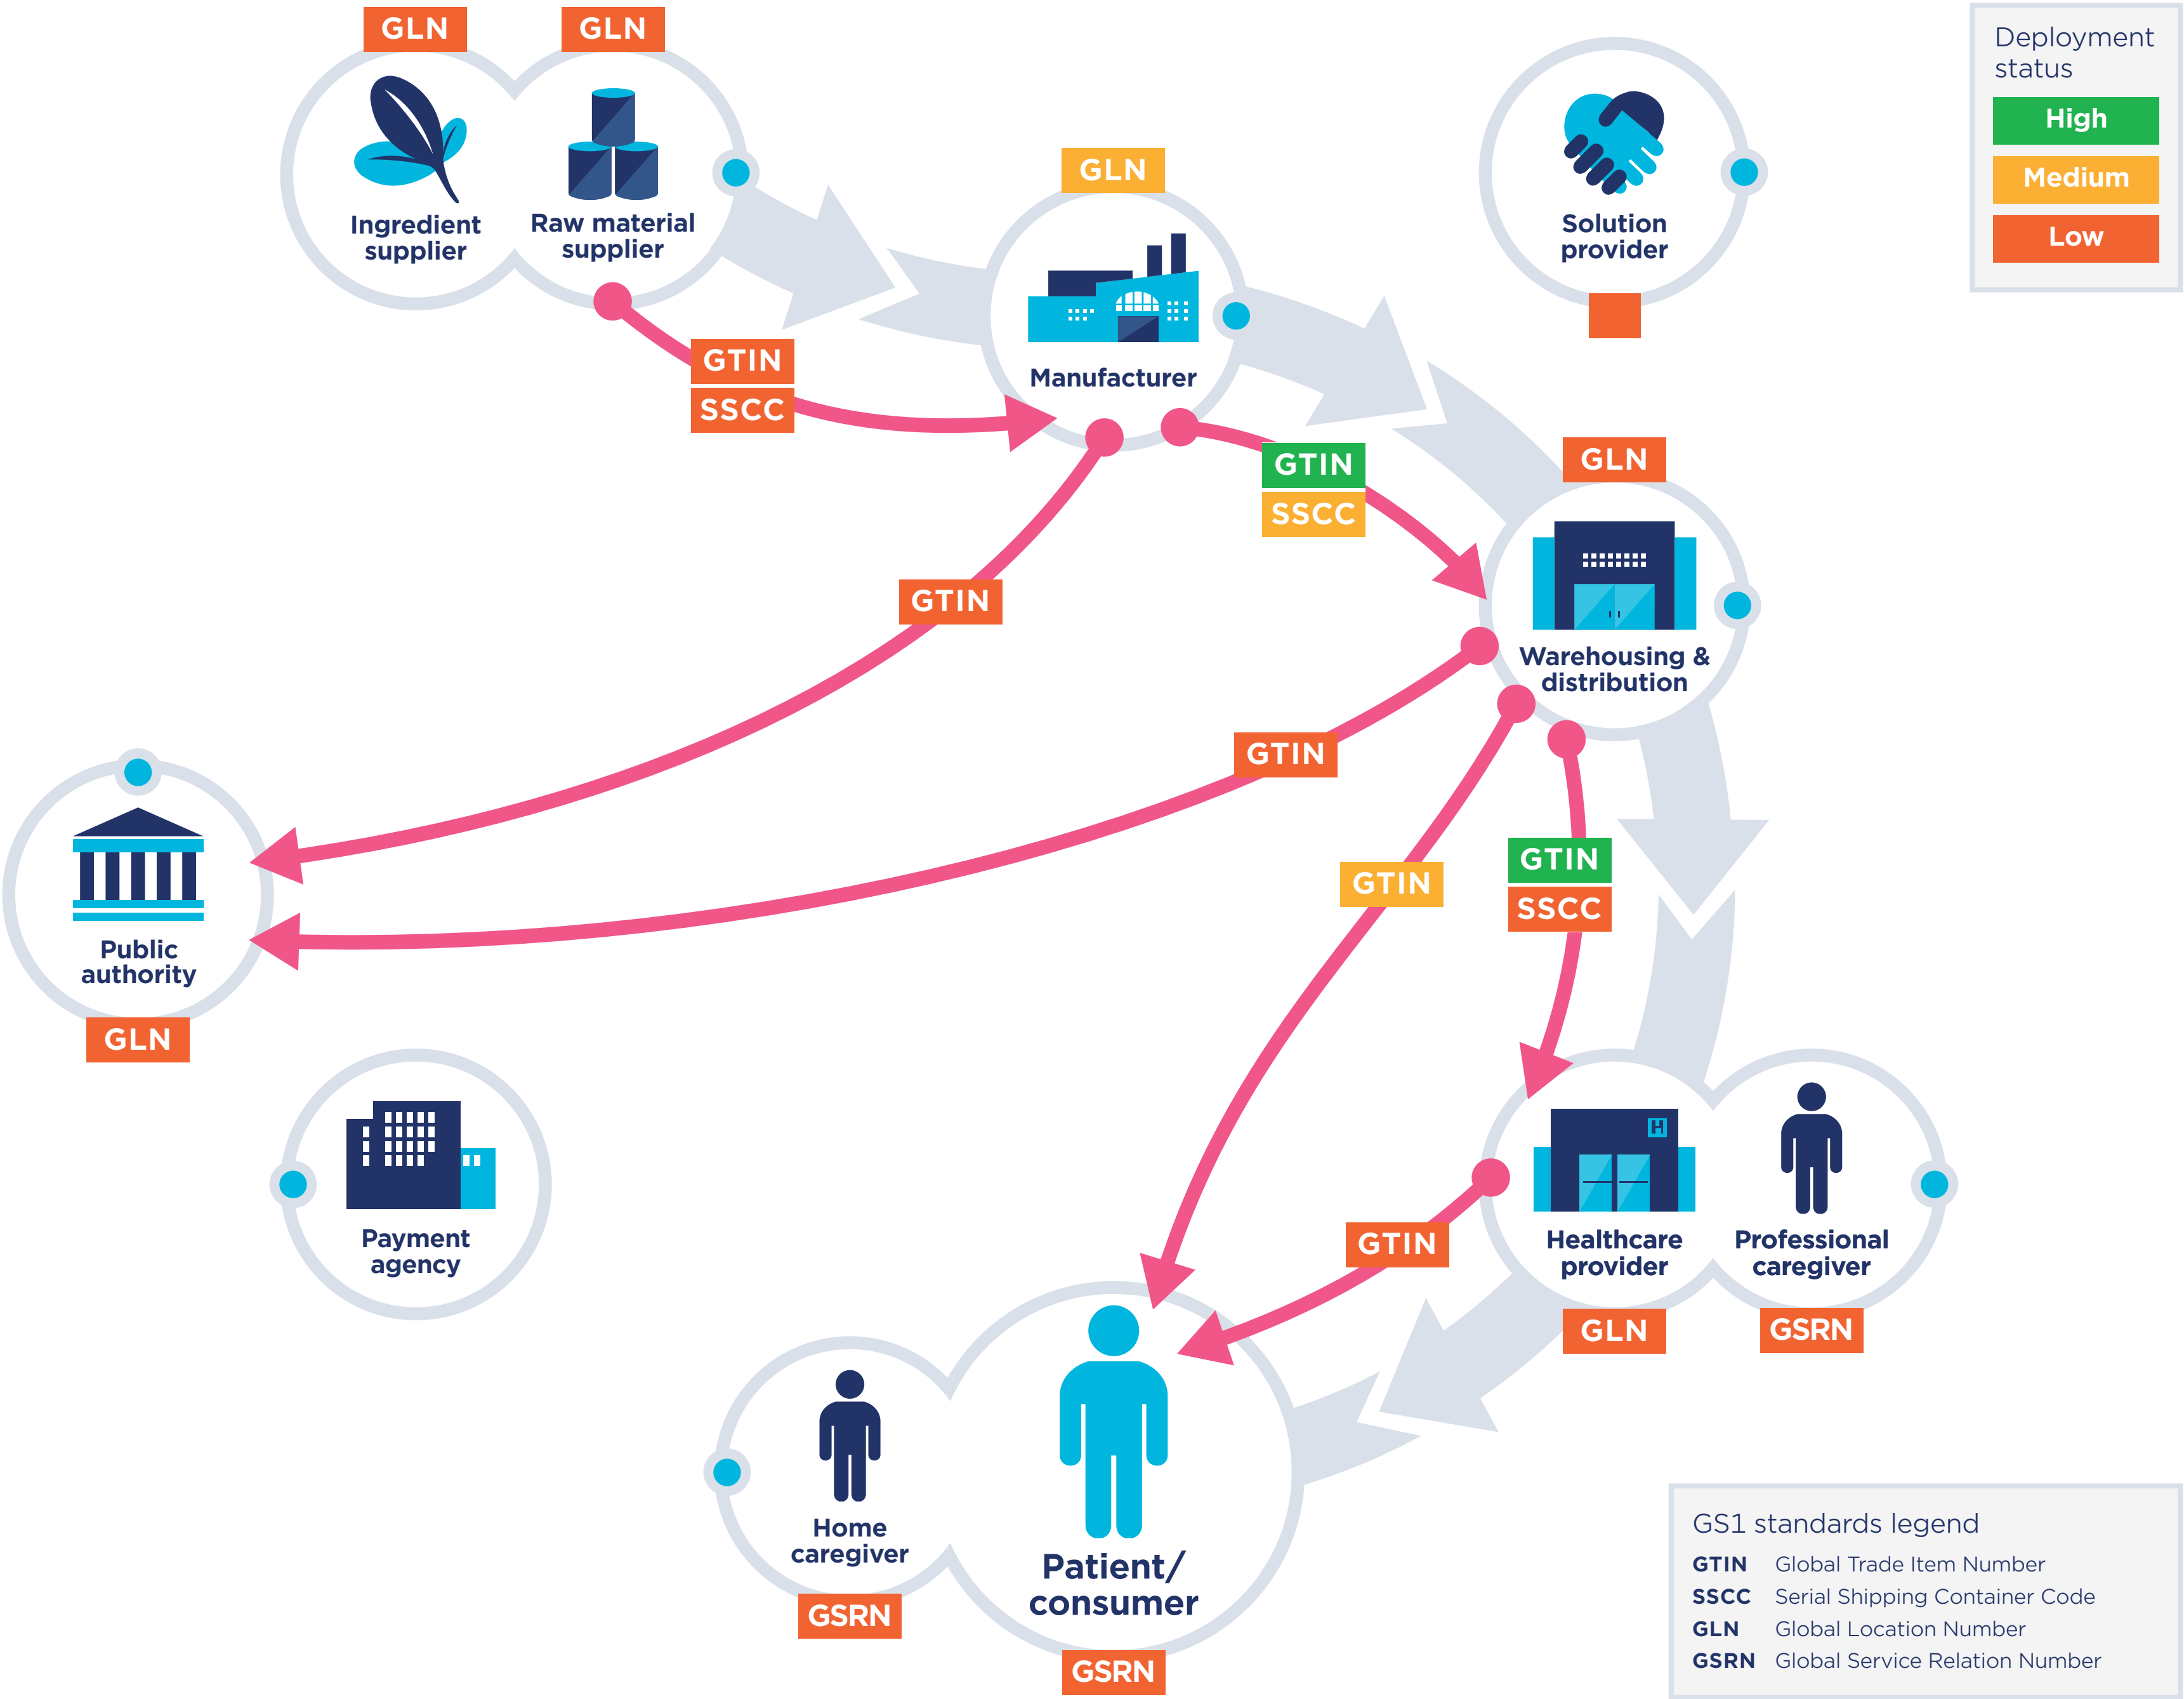 GLN
GLN
Ingredient
supplier
Raw material
supplier
GLN
Manufacturer
Solution
provider
Deployment
status
High
Medium
Low
GTIN
SSCC
GTIN
SSCC
GLN
Warehousing &
distribution
GTIN
GTIN
GTIN
GTIN
SSCC
Public
authority
GLN
Payment
agency
GTIN
Healthcare
provider
Professional
caregiver
GLN
GSRN
Home
caregiver
GSRN
Patient/
consumer
GSRN
GS1 standards legend
GTIN Global Trade Item Number
SSCC Serial Shipping Container Code
GLN Global Location Number
GSRN Global Service Relation Number
H